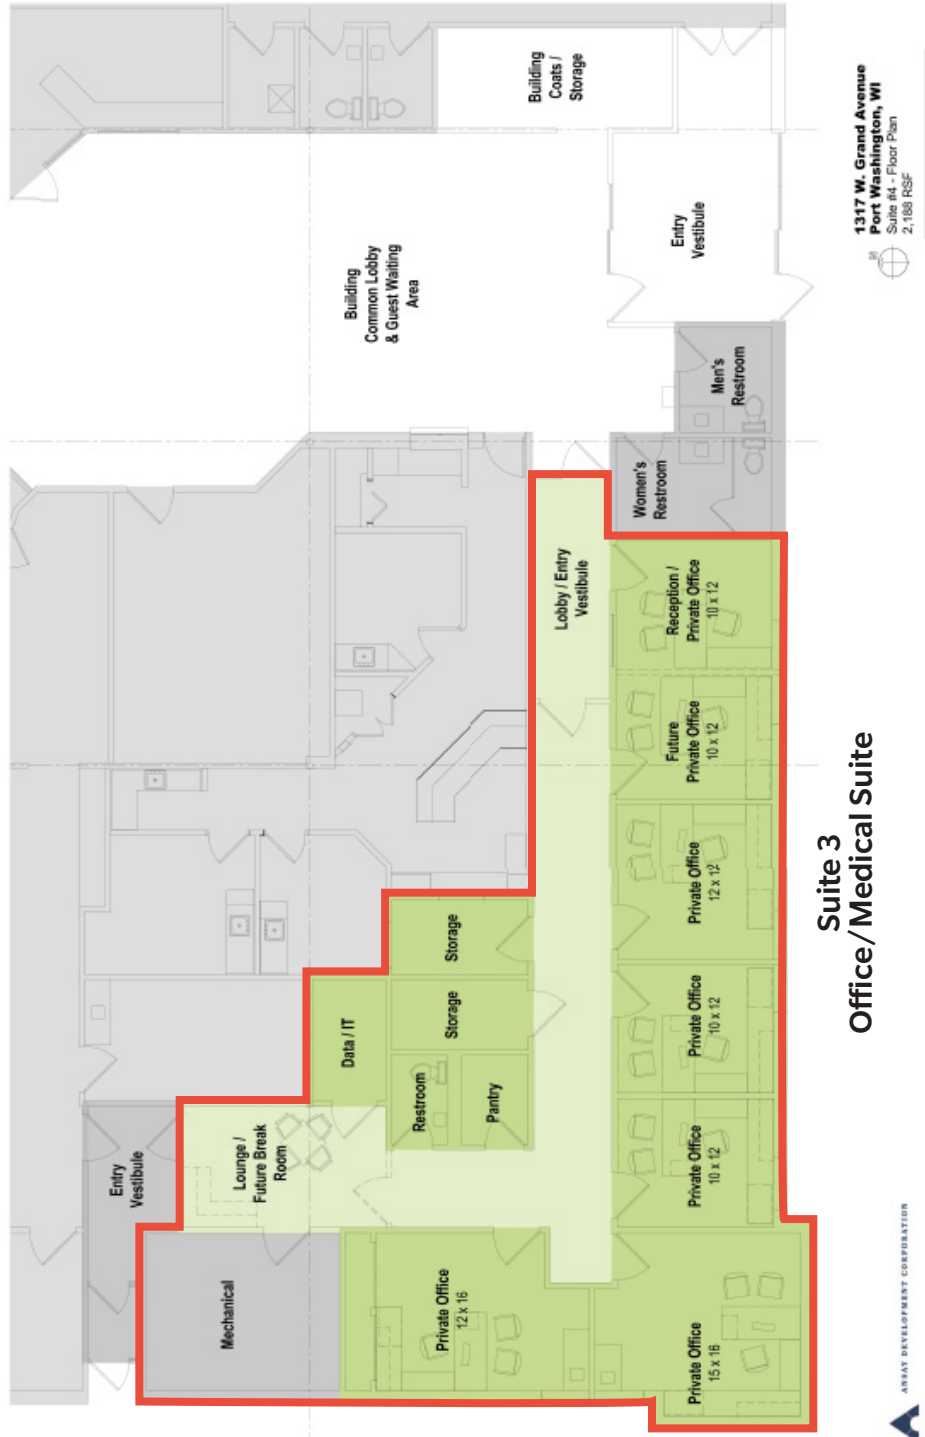 1317 W. Grand Avenue
Port Washington, WI
Suite #4 - Floor Plan
2,188 RSF
Building
Coats /
Storage
Entry
Vestibule
Building
Common Lobby
& Guest Waiting
Area
Men's
Restroom
Women's
Restroom
Lobby / Entry
Vestibule
Reception /
Private Office
10 x 12
Future
Private Office
10 x 12
Private Office
12 x 12
Private Office
10 x 12
Private Office
10 x 12
Private Office
15 x 16
Private Office
12 x 16
Storage
Storage
Data / IT
Restroom
Pantry
Lounge /
Future Break
Room
Entry
Vestibule
Mechanical
Suite 3
Office/Medical Suite
ANSAY DEVELOPMENT CORPORATION